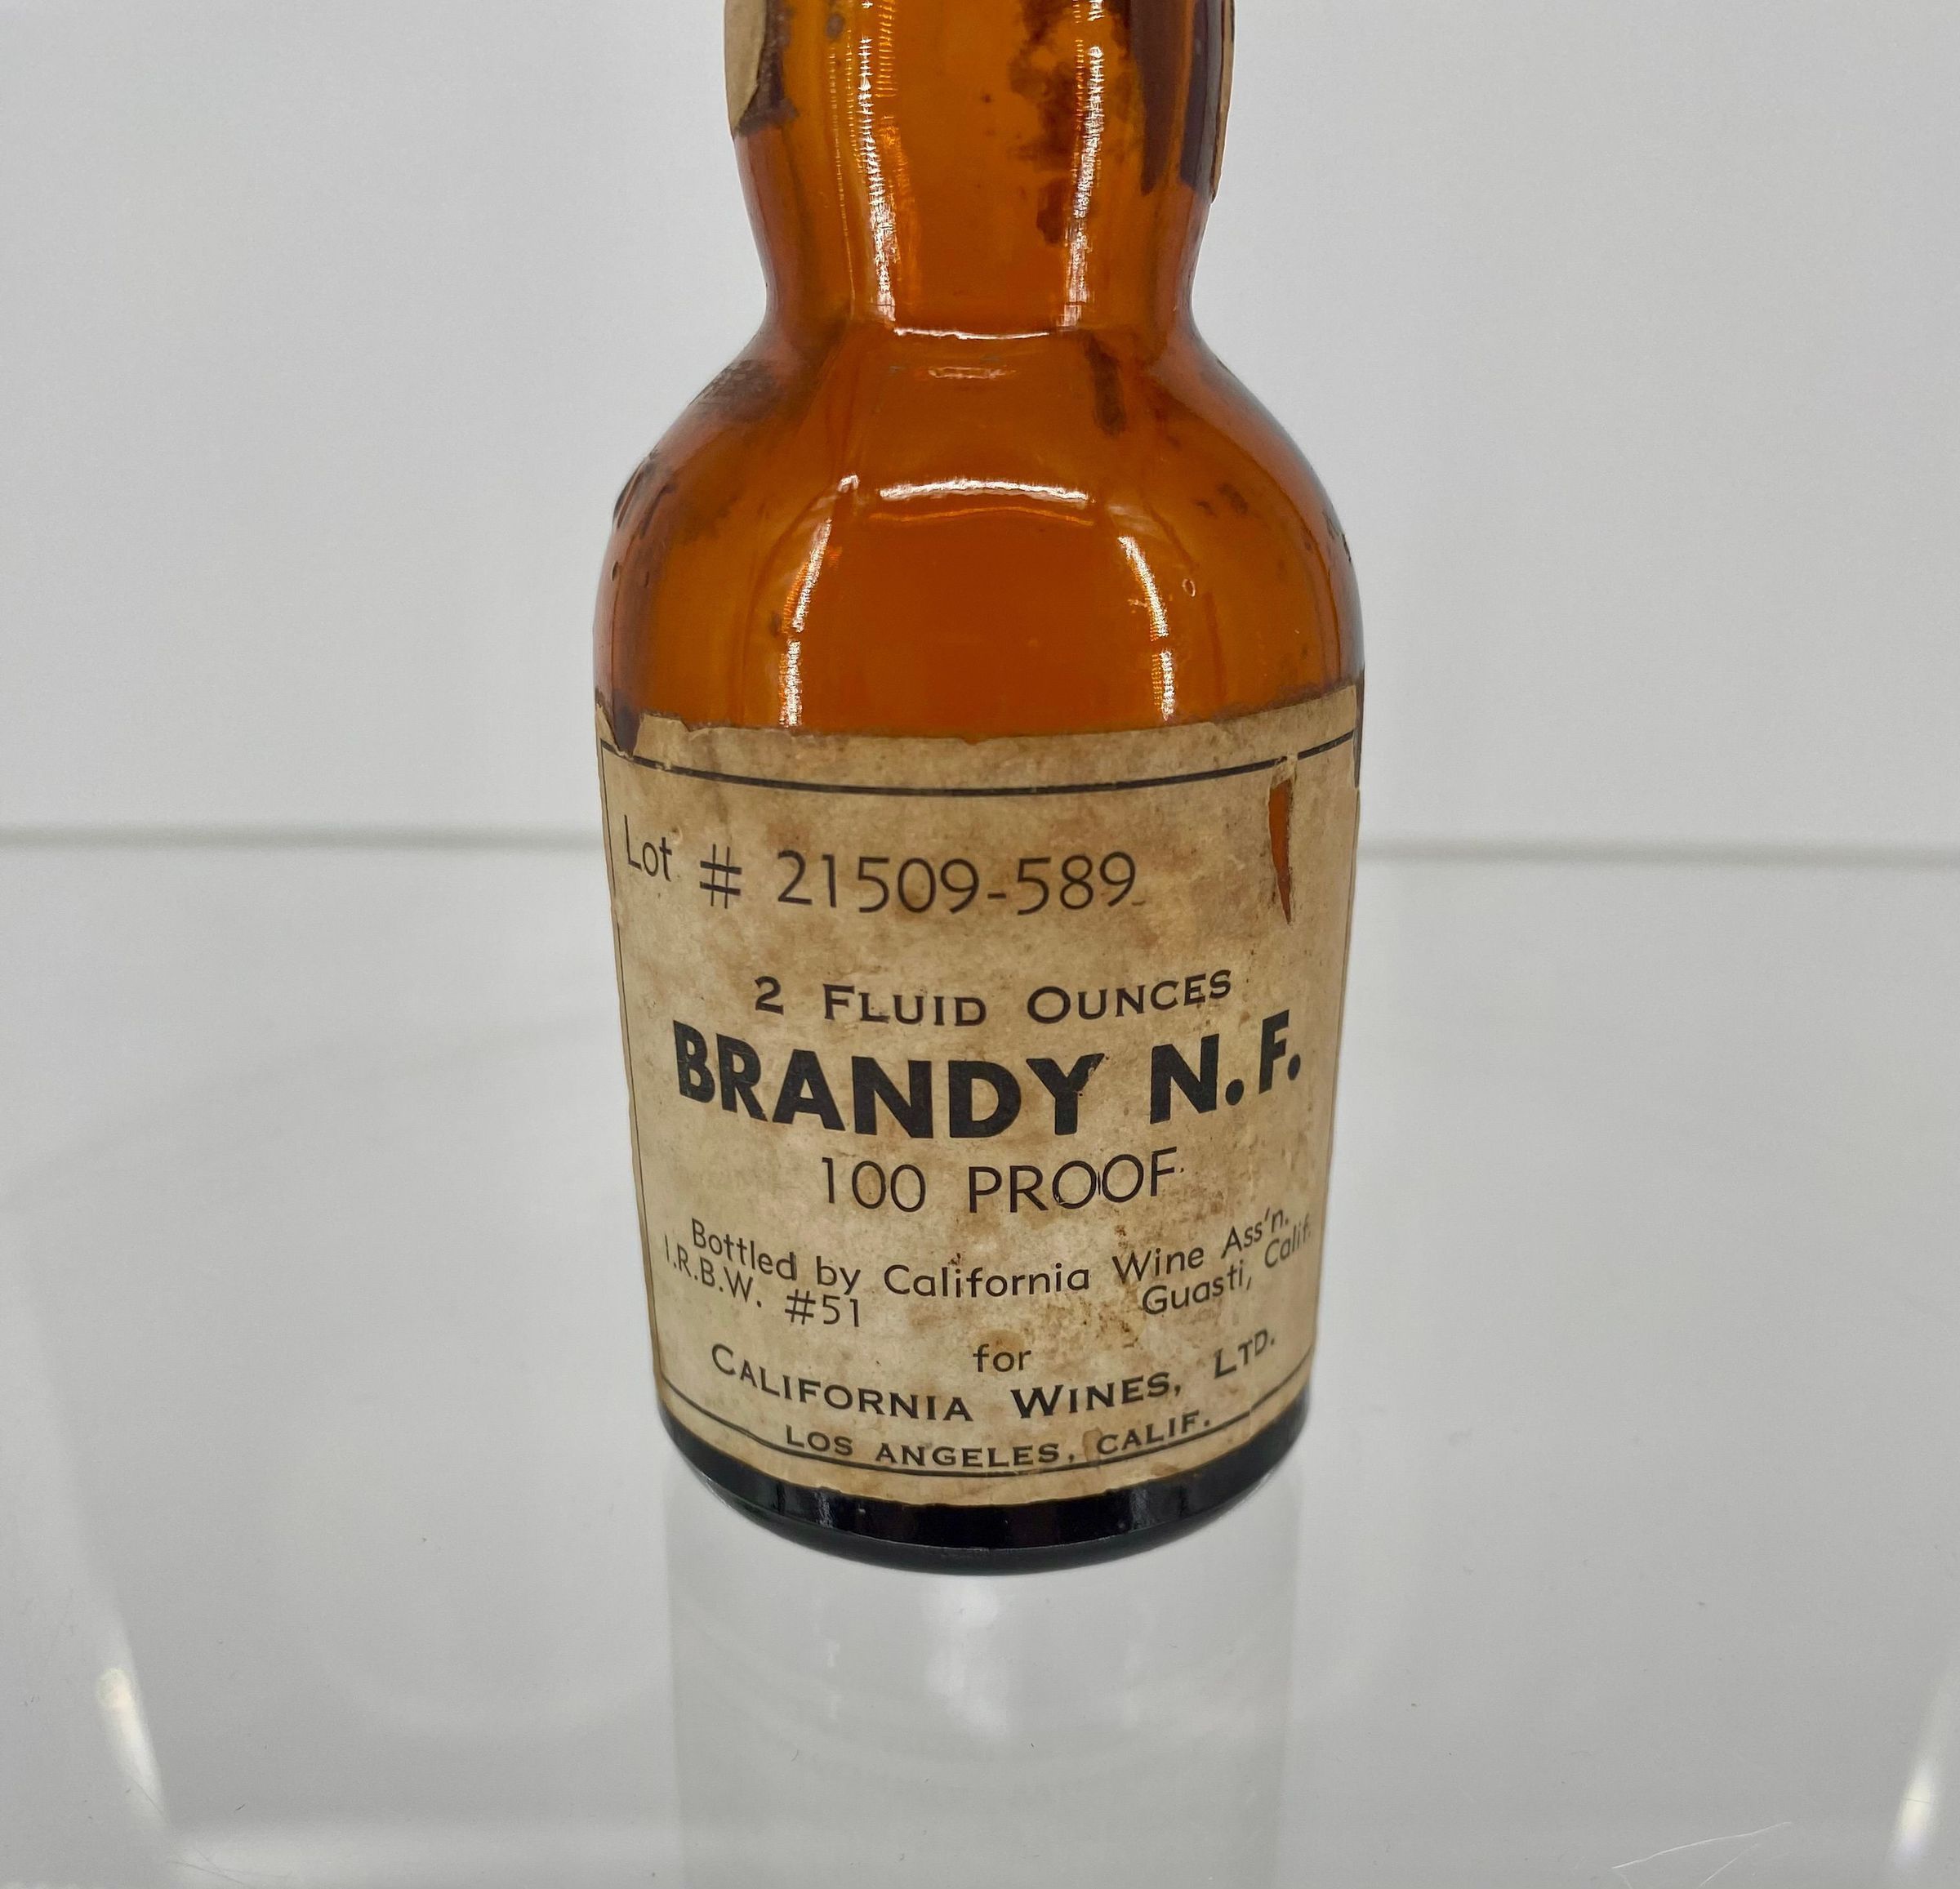 Lot # 21509-589
2 FLUID OUNCES
BRANDY N.F.
100 PROOF
Bottled by California Wine Ass'n.
I.R.B.W. #51 Guasti, Calif.
for
CALIFORNIA WINES, LTD.
LOS ANGELES, CALIF.